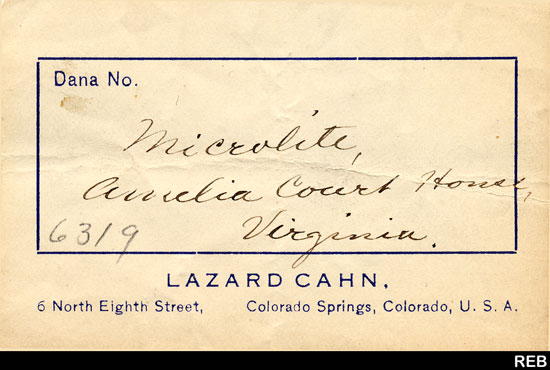 Dana No.
Microlite,
Amelia Court House,
6319
Virginia.
LAZARD CAHN,
6 North Eighth Street, Colorado Springs, Colorado, U. S. A.
REB